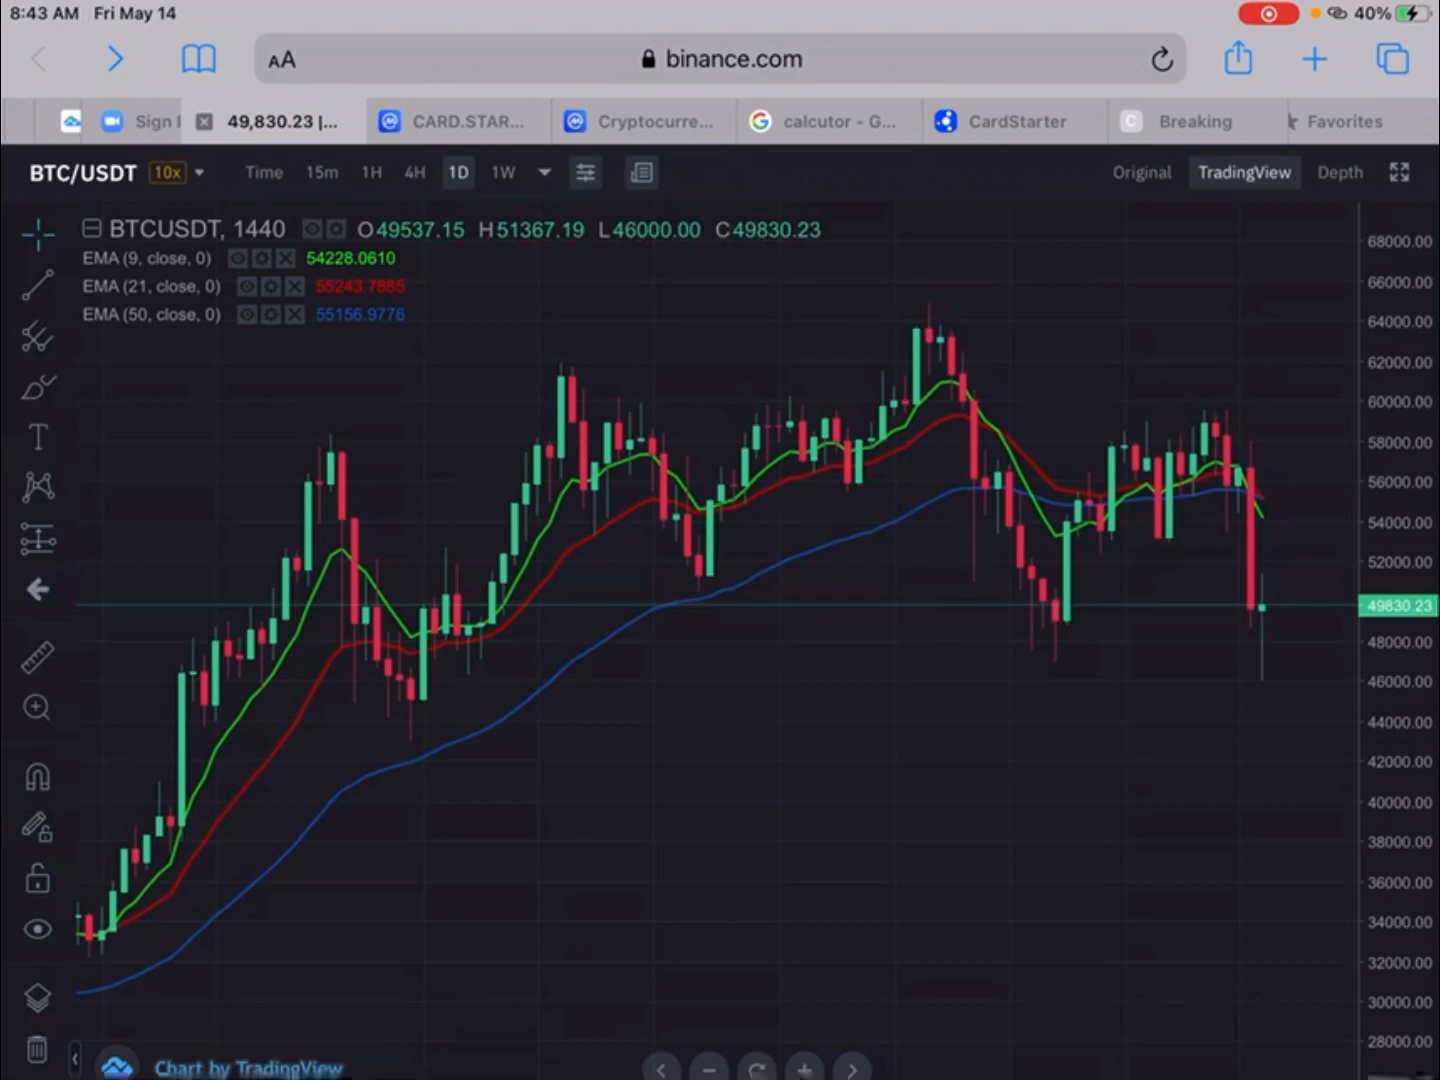 8:43 AM Fri May 14
40%
AA binance.com
Sign I 49,830.23 |... CARD.STAR... Cryptocurre... calcutor - G... CardStarter Breaking Favorites
BTC/USDT 10x Time 15m 1H 4H 1D 1W Original TradingView Depth
BTCUSDT, 1440 O49537.15 H51367.19 L46000.00 C49830.23
EMA (9, close, 0) 54228.0610
EMA (21, close, 0) 55243.7885
EMA (50, close, 0) 55156.9776
68000.00
66000.00
64000.00
62000.00
60000.00
58000.00
56000.00
54000.00
52000.00
49830.23
48000.00
46000.00
44000.00
42000.00
40000.00
38000.00
36000.00
34000.00
32000.00
30000.00
28000.00
Chart by TradingView